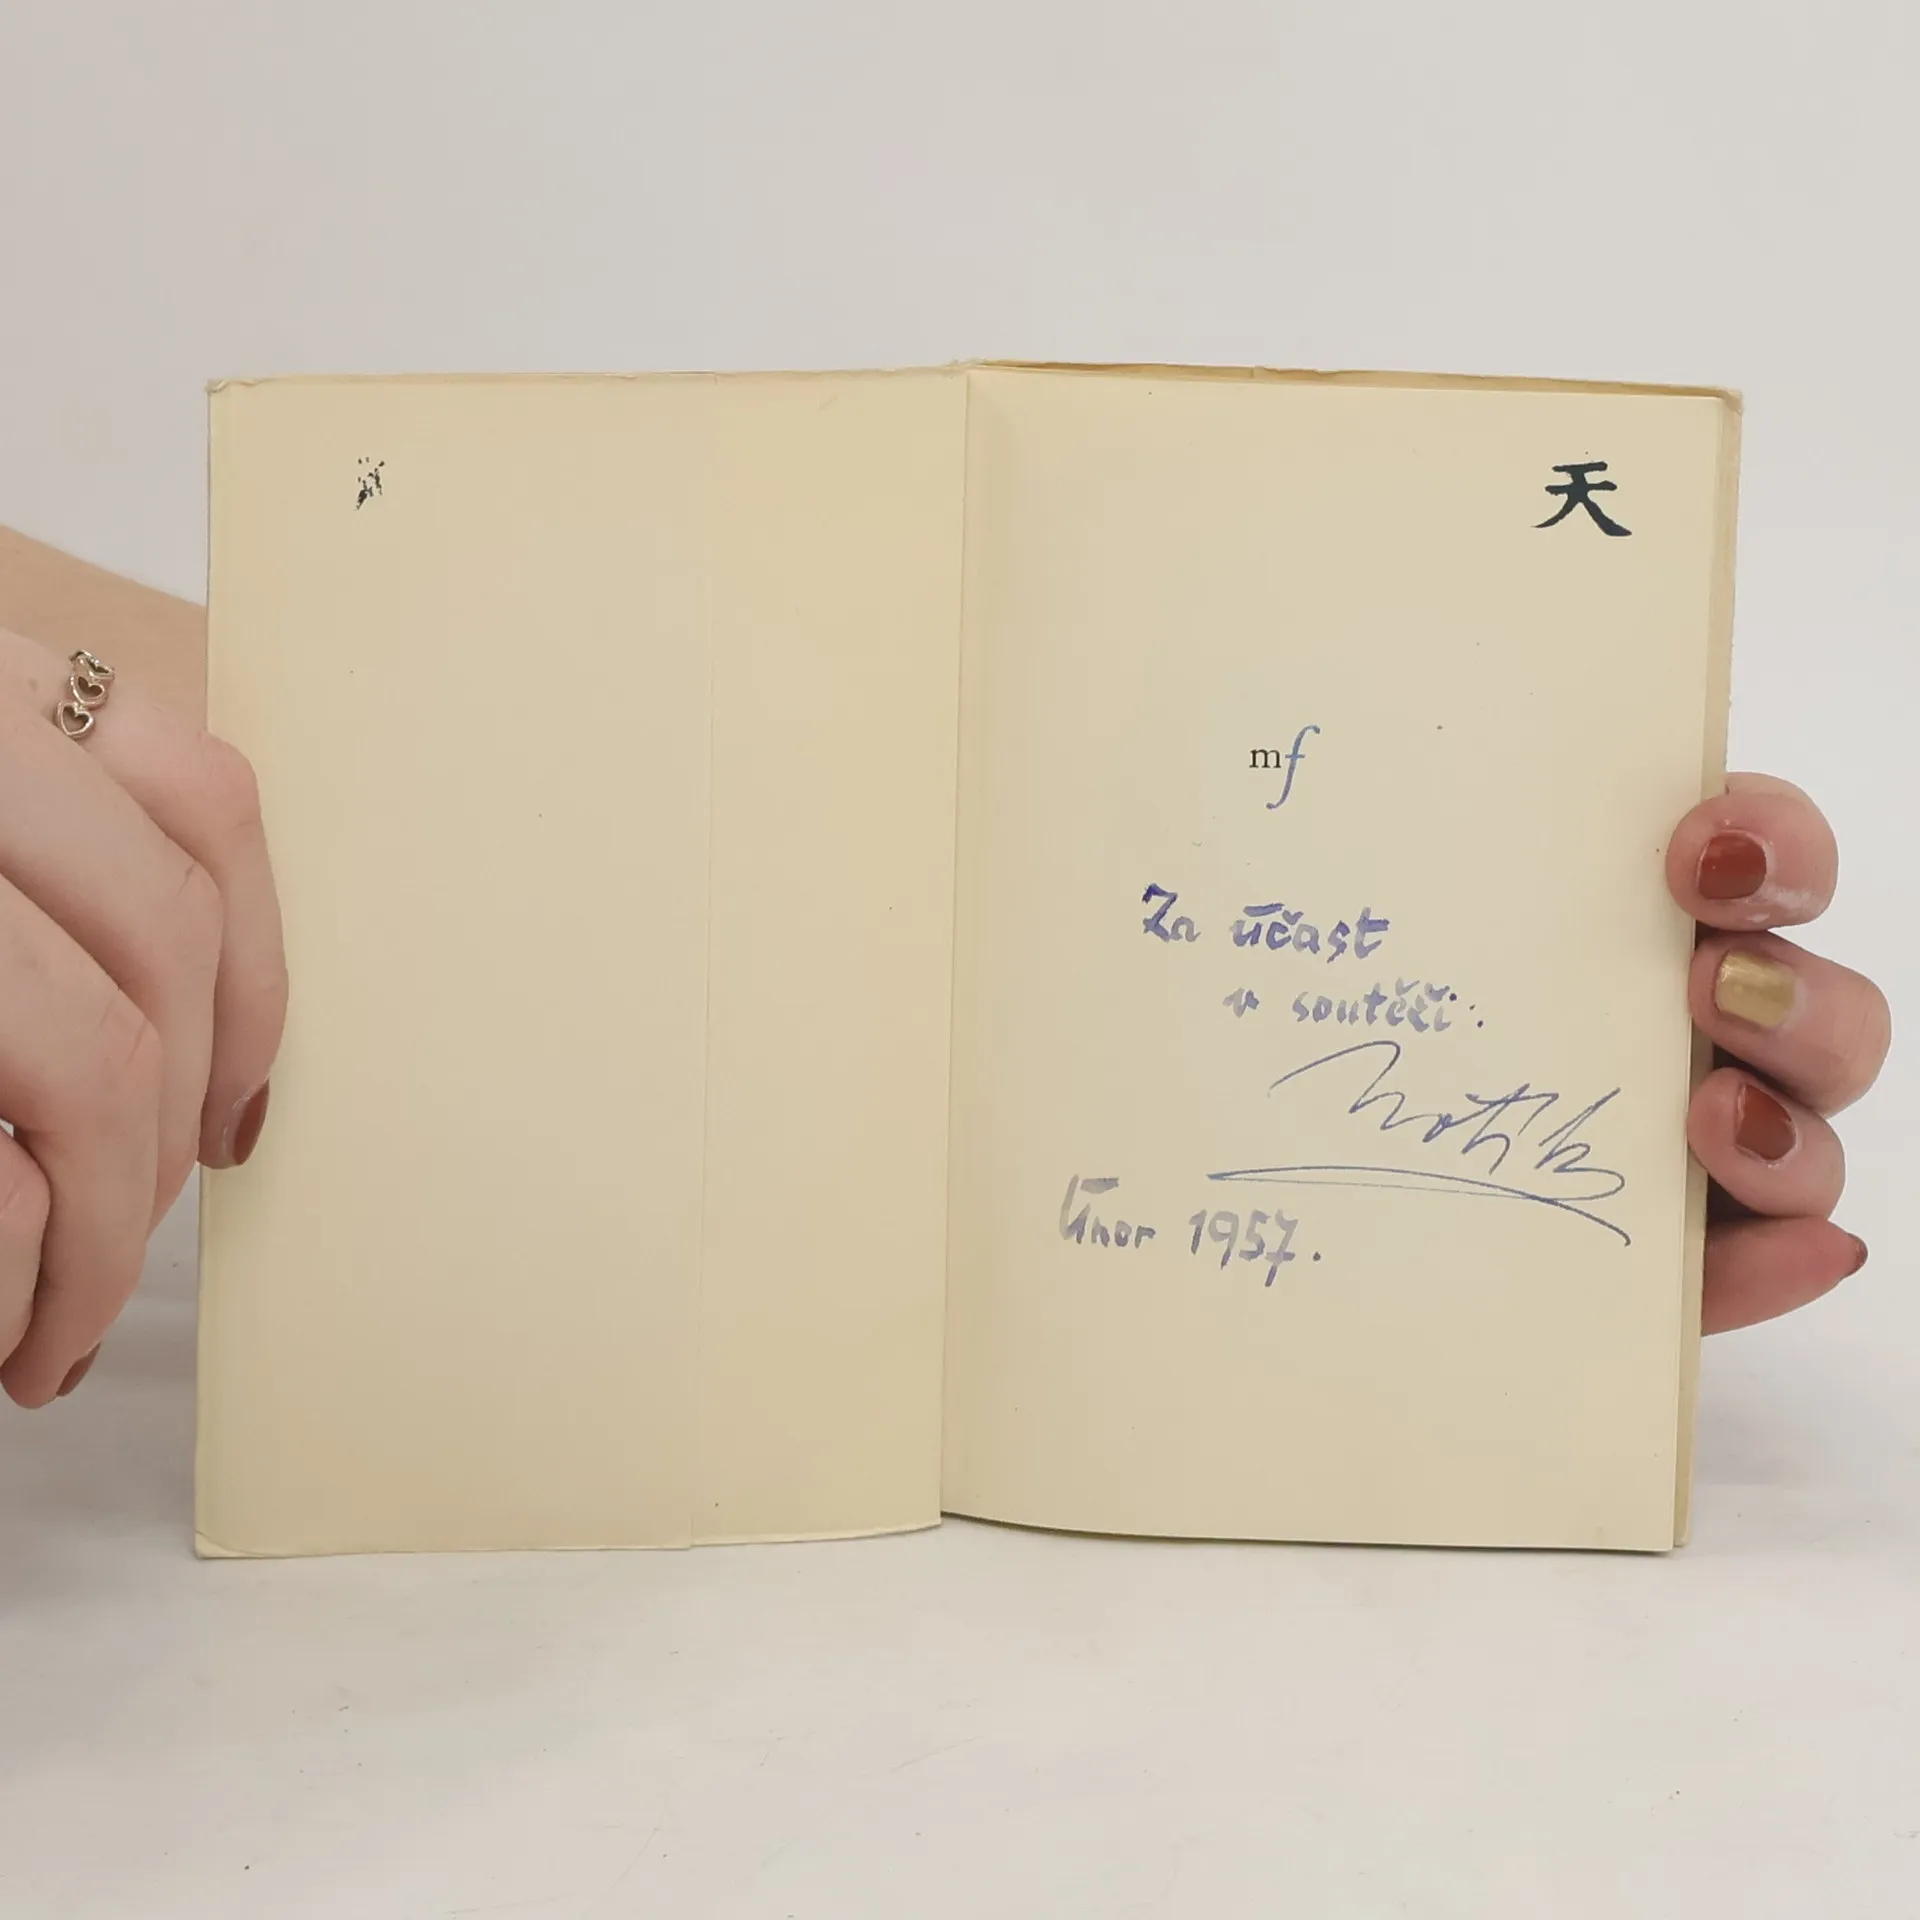 天
mf
Za účast
v soutěži:
Únor 1957.